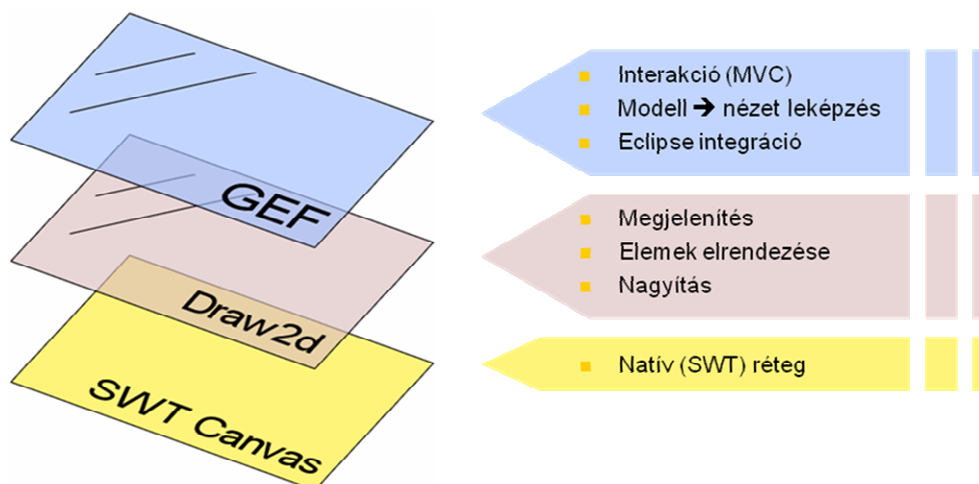 GEF
Draw2d
SWT Canvas
Interakció (MVC)
Modell ➔ nézet leképzés
Eclipse integráció
Megjelenítés
Elemek elrendezése
Nagyítás
Natív (SWT) réteg